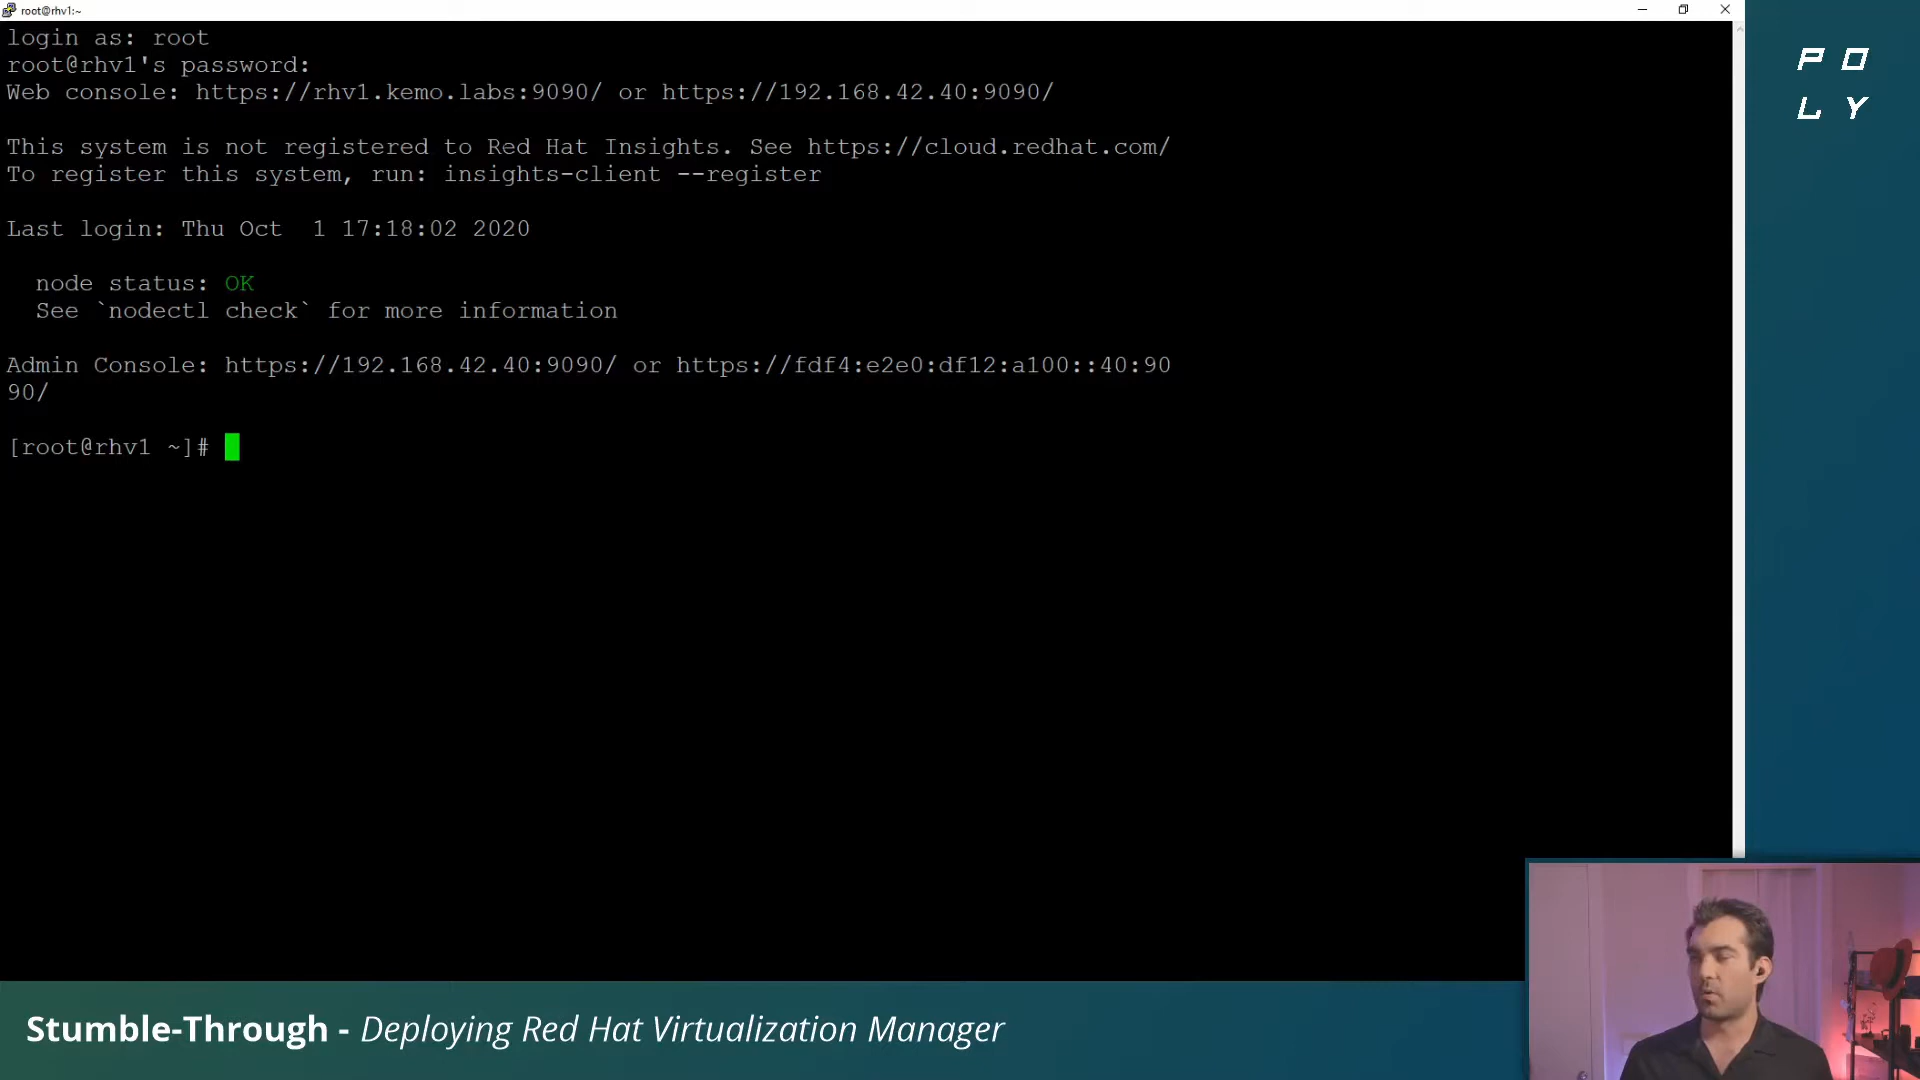 root@rhv1:~
login as: root
root@rhv1's password:
Web console: https://rhv1.kemo.labs:9090/ or https://192.168.42.40:9090/
This system is not registered to Red Hat Insights. See https://cloud.redhat.com/
To register this system, run: insights-client --register
Last login: Thu Oct  1 17:18:02 2020
node status: OK
See `nodectl check` for more information
Admin Console: https://192.168.42.40:9090/ or https://fdf4:e2e0:df12:a100::40:90
90/
[root@rhv1 ~]#
PO
LY
Stumble-Through - Deploying Red Hat Virtualization Manager